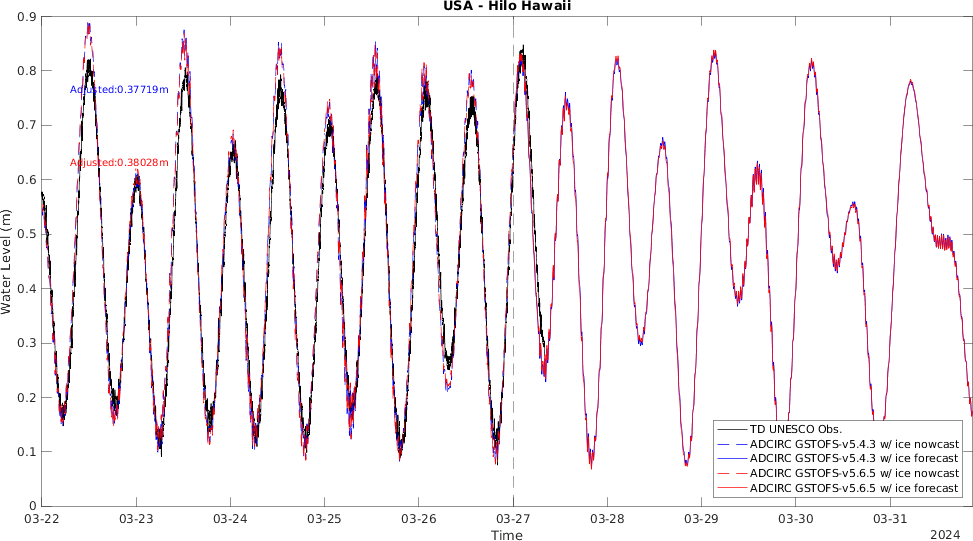 USA - Hilo Hawaii
0.9
0.8
0.7
0.6
0.5
0.4
0.3
0.2
0.1
0
Water Level (m)
Adjusted:0.37719m
Adjusted:0.38028m
TD UNESCO Obs.
ADCIRC GSTOFS-v5.4.3 w/ ice nowcast
ADCIRC GSTOFS-v5.4.3 w/ ice forecast
ADCIRC GSTOFS-v5.6.5 w/ ice nowcast
ADCIRC GSTOFS-v5.6.5 w/ ice forecast
03-22 03-23 03-24 03-25 03-26 03-27 03-28 03-29 03-30 03-31
Time
2024